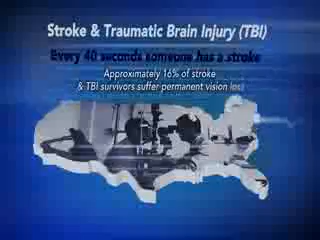 Stroke & Traumatic Brain Injury (TBI)
Every 40 seconds someone has a stroke
Approximately 16% of stroke
& TBI survivors suffer permanent vision los